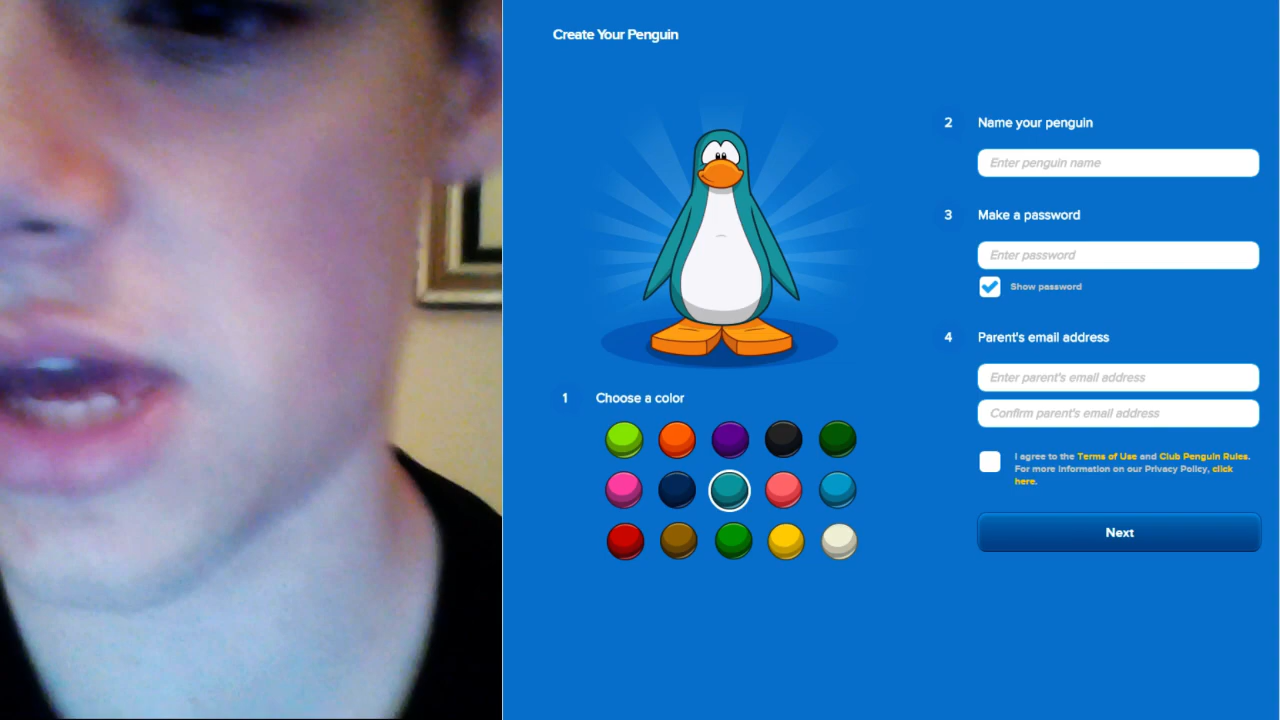 Create Your Penguin
1 Choose a color
2 Name your penguin
Enter penguin name
3 Make a password
Enter password
Show password
4 Parent's email address
Enter parent's email address
Confirm parent's email address
I agree to the Terms of Use and Club Penguin Rules.
For more information on our Privacy Policy, click
here.
Next